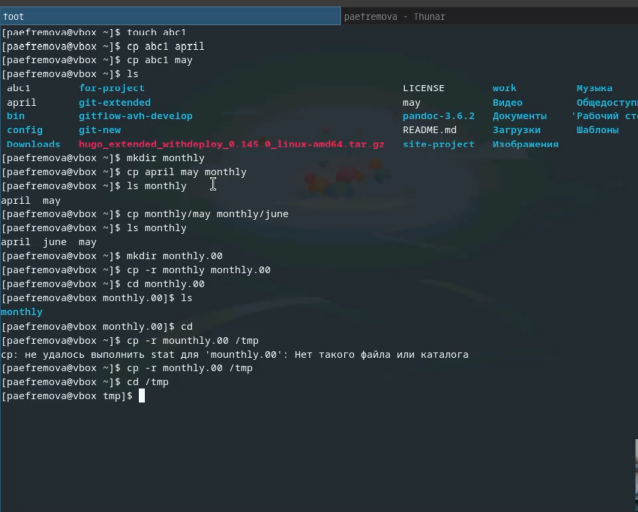 foot paefremova - Thunar
[paefremova@vbox ~]$ touch abc1
[paefremova@vbox ~]$ cp abc1 april
[paefremova@vbox ~]$ cp abc1 may
[paefremova@vbox ~]$ ls
abc1 for-project LICENSE work Музыка
april git-extended may Видео Общедоступ
bin gitflow-avh-develop pandoc-3.6.2 Документы 'Рабочий ст
config git-new README.md Загрузки Шаблоны
Downloads hugo_extended_withdeploy_0.145.0_linux-amd64.tar.gz site-project Изображения
[paefremova@vbox ~]$ mkdir monthly
[paefremova@vbox ~]$ cp april may monthly
[paefremova@vbox ~]$ ls monthly
april may
[paefremova@vbox ~]$ cp monthly/may monthly/june
[paefremova@vbox ~]$ ls monthly
april june may
[paefremova@vbox ~]$ mkdir monthly.00
[paefremova@vbox ~]$ cp -r monthly monthly.00
[paefremova@vbox ~]$ cd monthly.00
[paefremova@vbox monthly.00]$ ls
monthly
[paefremova@vbox monthly.00]$ cd
[paefremova@vbox ~]$ cp -r mounthly.00 /tmp
cp: не удалось выполнить stat для 'mounthly.00': Нет такого файла или каталога
[paefremova@vbox ~]$ cp -r monthly.00 /tmp
[paefremova@vbox ~]$ cd /tmp
[paefremova@vbox tmp]$